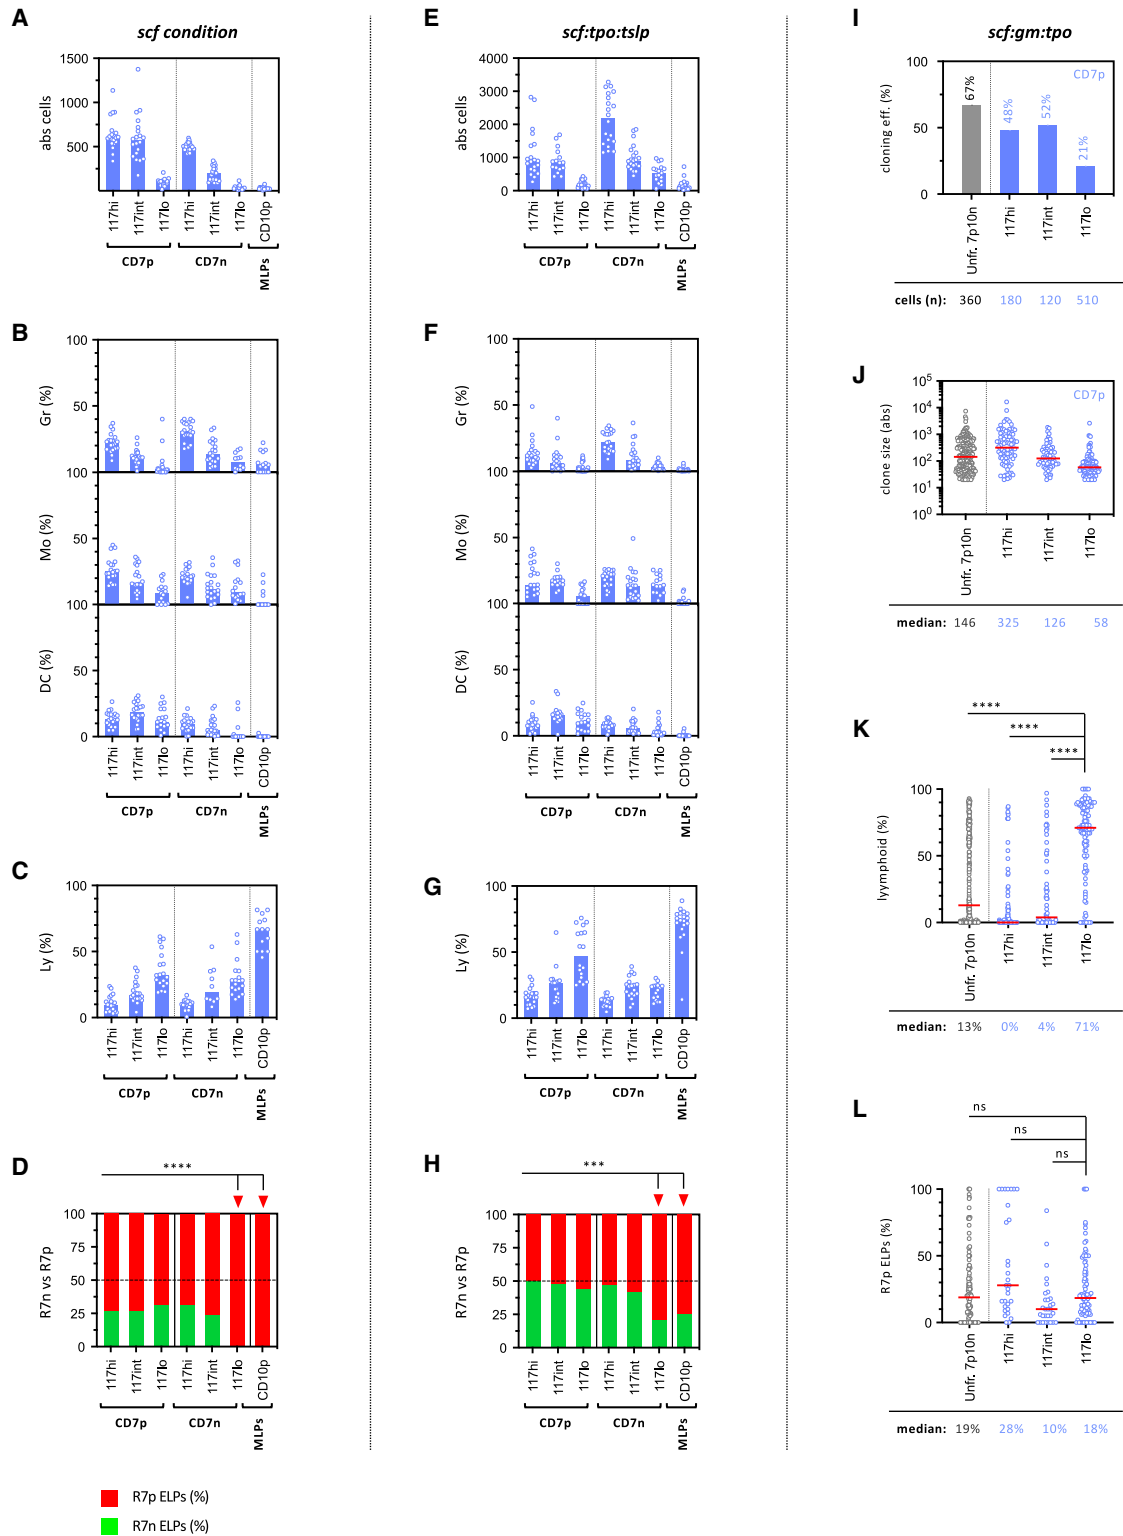 A
scf condition
abs cells
1500
1000
500
117hi
117int
117lo
117hi
117int
117lo
CD10p
CD7p
CD7n
MLPs
B
Gr (%)
100
50
100
Mo (%)
50
100
DC (%)
50
0
117hi
117int
117lo
117hi
117int
117lo
CD10p
CD7p
CD7n
MLPs
C
Ly (%)
100
50
0
117hi
117int
117lo
117hi
117int
117lo
CD10p
CD7p
CD7n
MLPs
D
****
R7n vs R7p
100
75
50
25
0
117hi
117int
117lo
117hi
117int
117lo
CD10p
CD7p
CD7n
MLPs
R7p ELPs (%)
R7n ELPs (%)
E
scf:tpo:tslp
abs cells
4000
3000
2000
1000
0
117hi
117int
117lo
117hi
117int
117lo
CD10p
CD7p
CD7n
MLPs
F
Gr (%)
100
50
100
Mo (%)
50
100
DC (%)
50
0
117hi
117int
117lo
117hi
117int
117lo
CD10p
CD7p
CD7n
MLPs
G
Ly (%)
100
50
0
117hi
117int
117lo
117hi
117int
117lo
CD10p
CD7p
CD7n
MLPs
H
***
R7n vs R7p
100
75
50
25
0
117hi
117int
117lo
117hi
117int
117lo
CD10p
CD7p
CD7n
MLPs
I
scf:gm:tpo
cloning eff. (%)
100
50
0
CD7p
67%
48%
52%
21%
Unfr. 7p10n
117hi
117int
117lo
cells (n): 360 180 120 510
J
clone size (abs)
10⁵
10⁴
10³
10²
10¹
10⁰
CD7p
Unfr. 7p10n
117hi
117int
117lo
median: 146 325 126 58
K
****
****
****
lyymphoid (%)
100
50
0
Unfr. 7p10n
117hi
117int
117lo
median: 13% 0% 4% 71%
L
ns
ns
ns
R7p ELPs (%)
100
50
0
Unfr. 7p10n
117hi
117int
117lo
median: 19% 28% 10% 18%